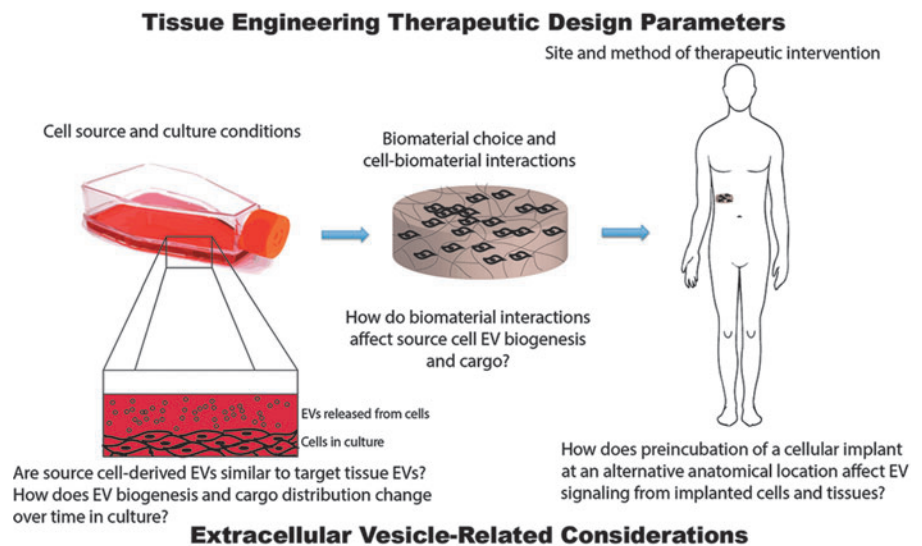 Tissue Engineering Therapeutic Design Parameters
Site and method of therapeutic intervention
Cell source and culture conditions
Biomaterial choice and
cell-biomaterial interactions
How do biomaterial interactions
affect source cell EV biogenesis
and cargo?
EVs released from cells
Cells in culture
Are source cell-derived EVs similar to target tissue EVs?
How does EV biogenesis and cargo distribution change
over time in culture?
How does preincubation of a cellular implant
at an alternative anatomical location affect EV
signaling from implanted cells and tissues?
Extracellular Vesicle-Related Considerations